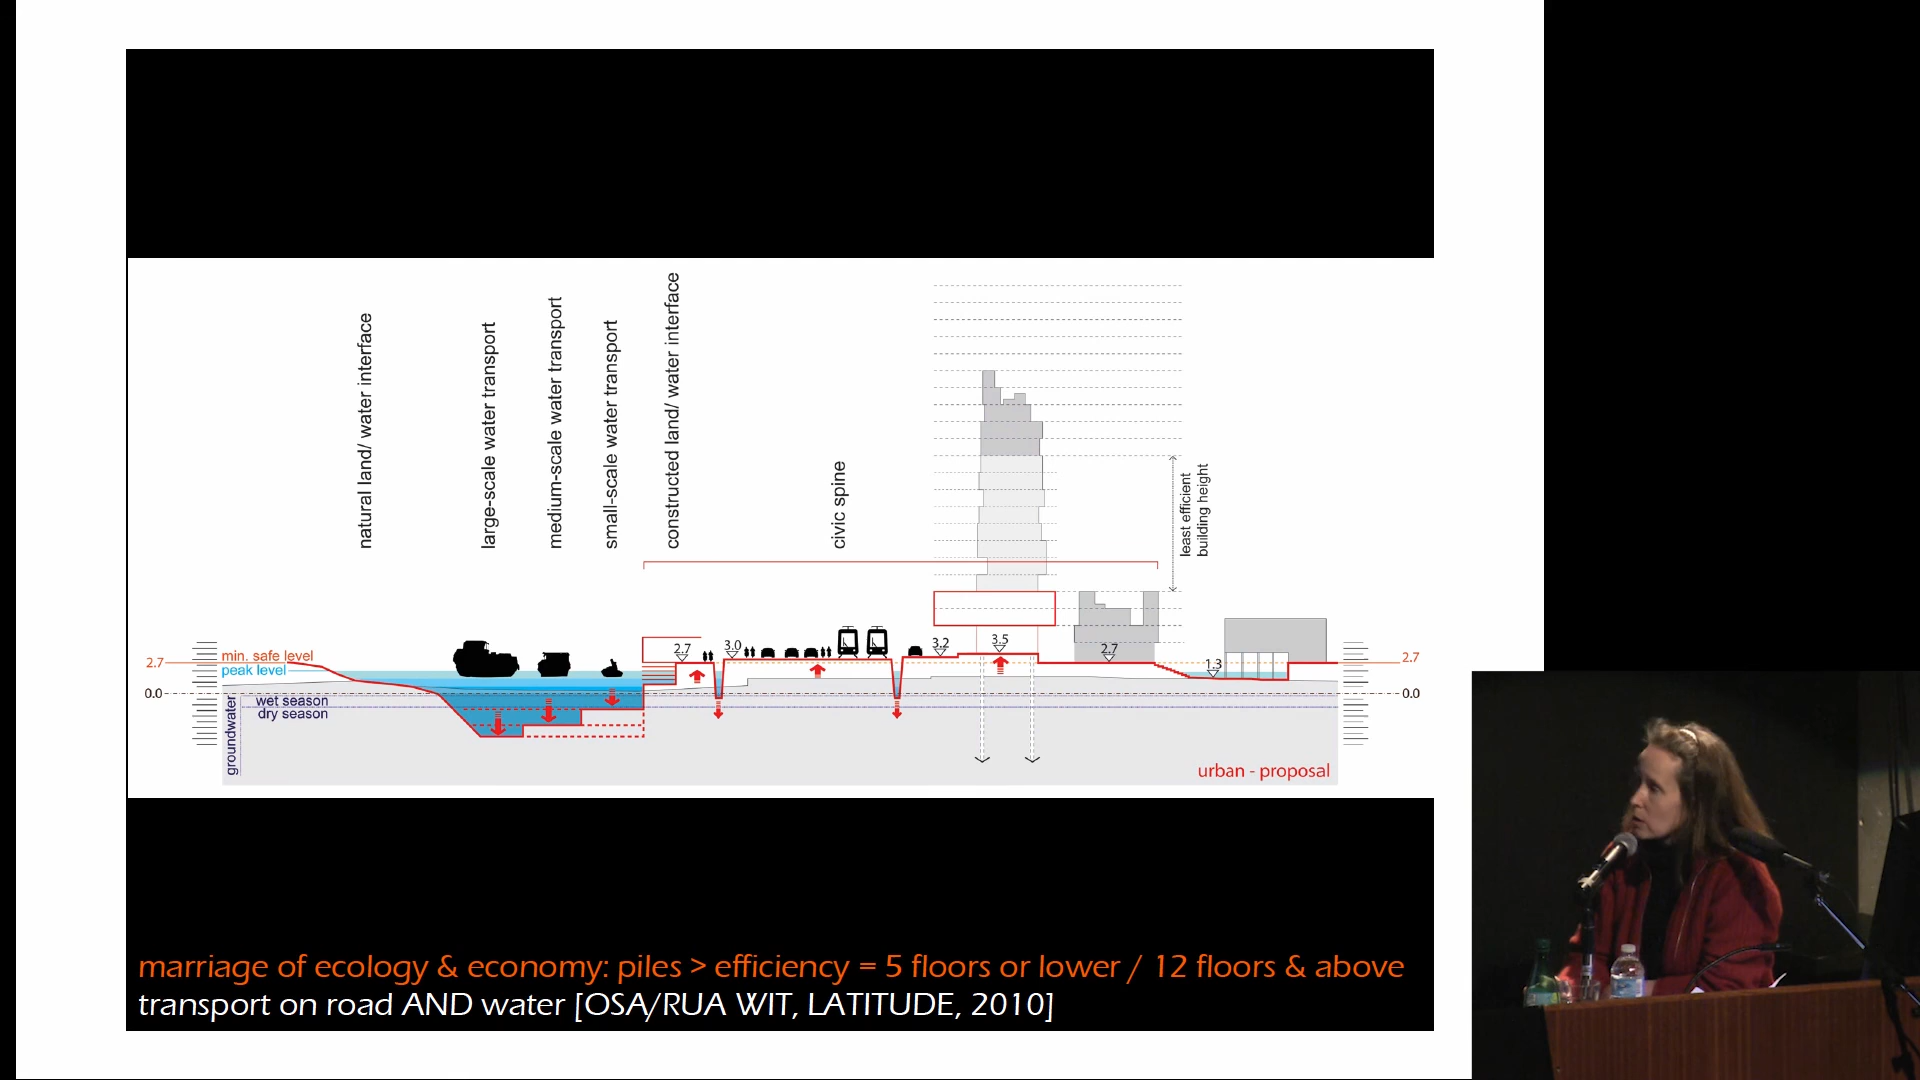 natural land/ water interface
large-scale water transport
medium-scale water transport
small-scale water transport
constructed land/ water interface
civic spine
least efficient
building height
2.7
min. safe level
peak level
0.0
wet season
dry season
groundwater
2.7
3.0
3.2
3.5
2.7
1.3
2.7
0.0
urban - proposal
marriage of ecology & economy: piles > efficiency = 5 floors or lower / 12 floors & above
transport on road AND water [OSA/RUA WIT, LATITUDE, 2010]